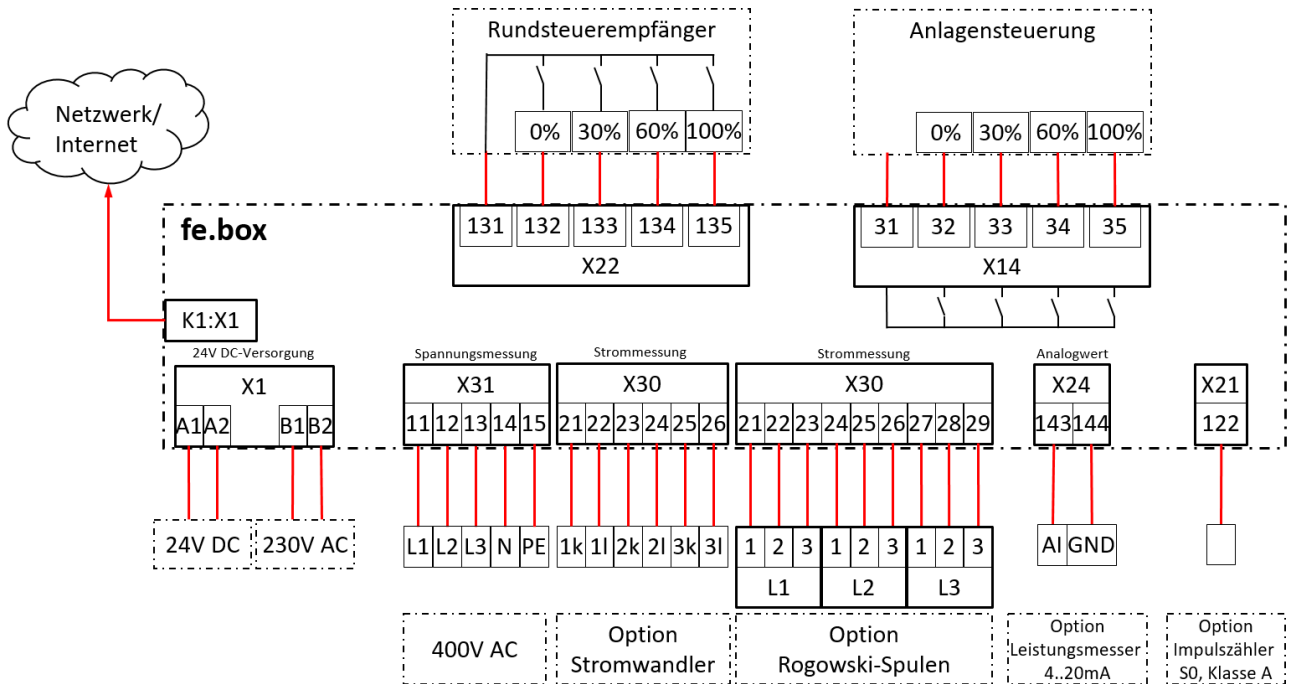 Rundsteuerempfänger
Anlagensteuerung
Netzwerk/
Internet
0% 30% 60% 100%
0% 30% 60% 100%
fe.box
131 132 133 134 135
X22
31 32 33 34 35
X14
K1:X1
24V DC-Versorgung
X1
A1 A2 B1 B2
Spannungsmessung
X31
11 12 13 14 15
Strommessung
X30
21 22 23 24 25 26
Strommessung
X30
21 22 23 24 25 26 27 28 29
Analogwert
X24
143 144
X21
122
24V DC
230V AC
L1 L2 L3 N PE
1k 1l 2k 2l 3k 3l
1 2 3 1 2 3 1 2 3
L1 L2 L3
AI GND
400V AC
Option
Stromwandler
Option
Rogowski-Spulen
Option
Leistungsmesser
4..20mA
Option
Impulszähler
S0, Klasse A